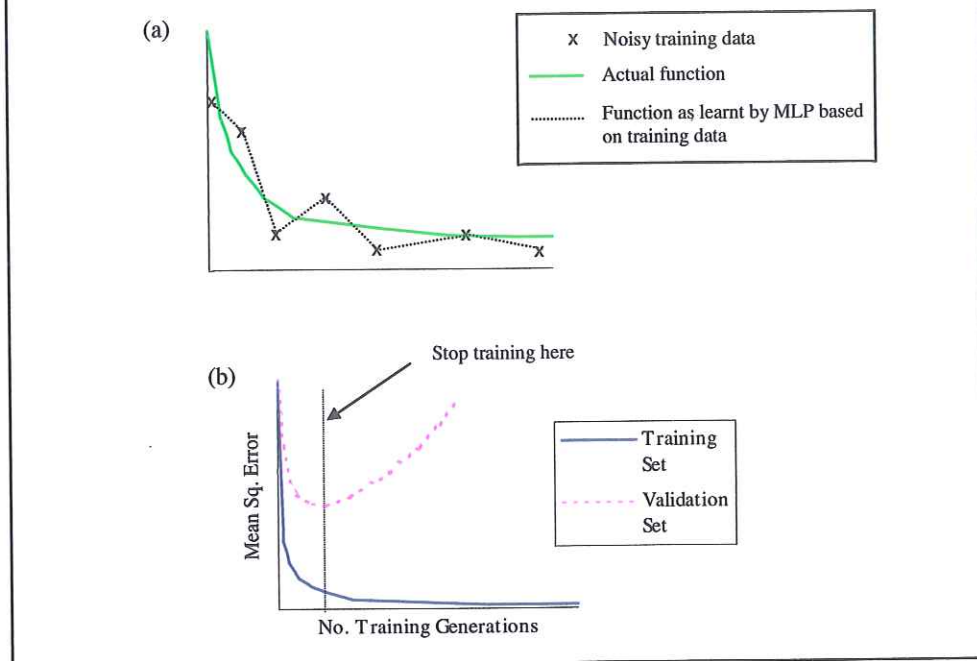 (a)
x Noisy training data
Actual function
Function as learnt by MLP based
on training data
Stop training here
(b)
Mean Sq. Error
Training
Set
Validation
Set
No. Training Generations